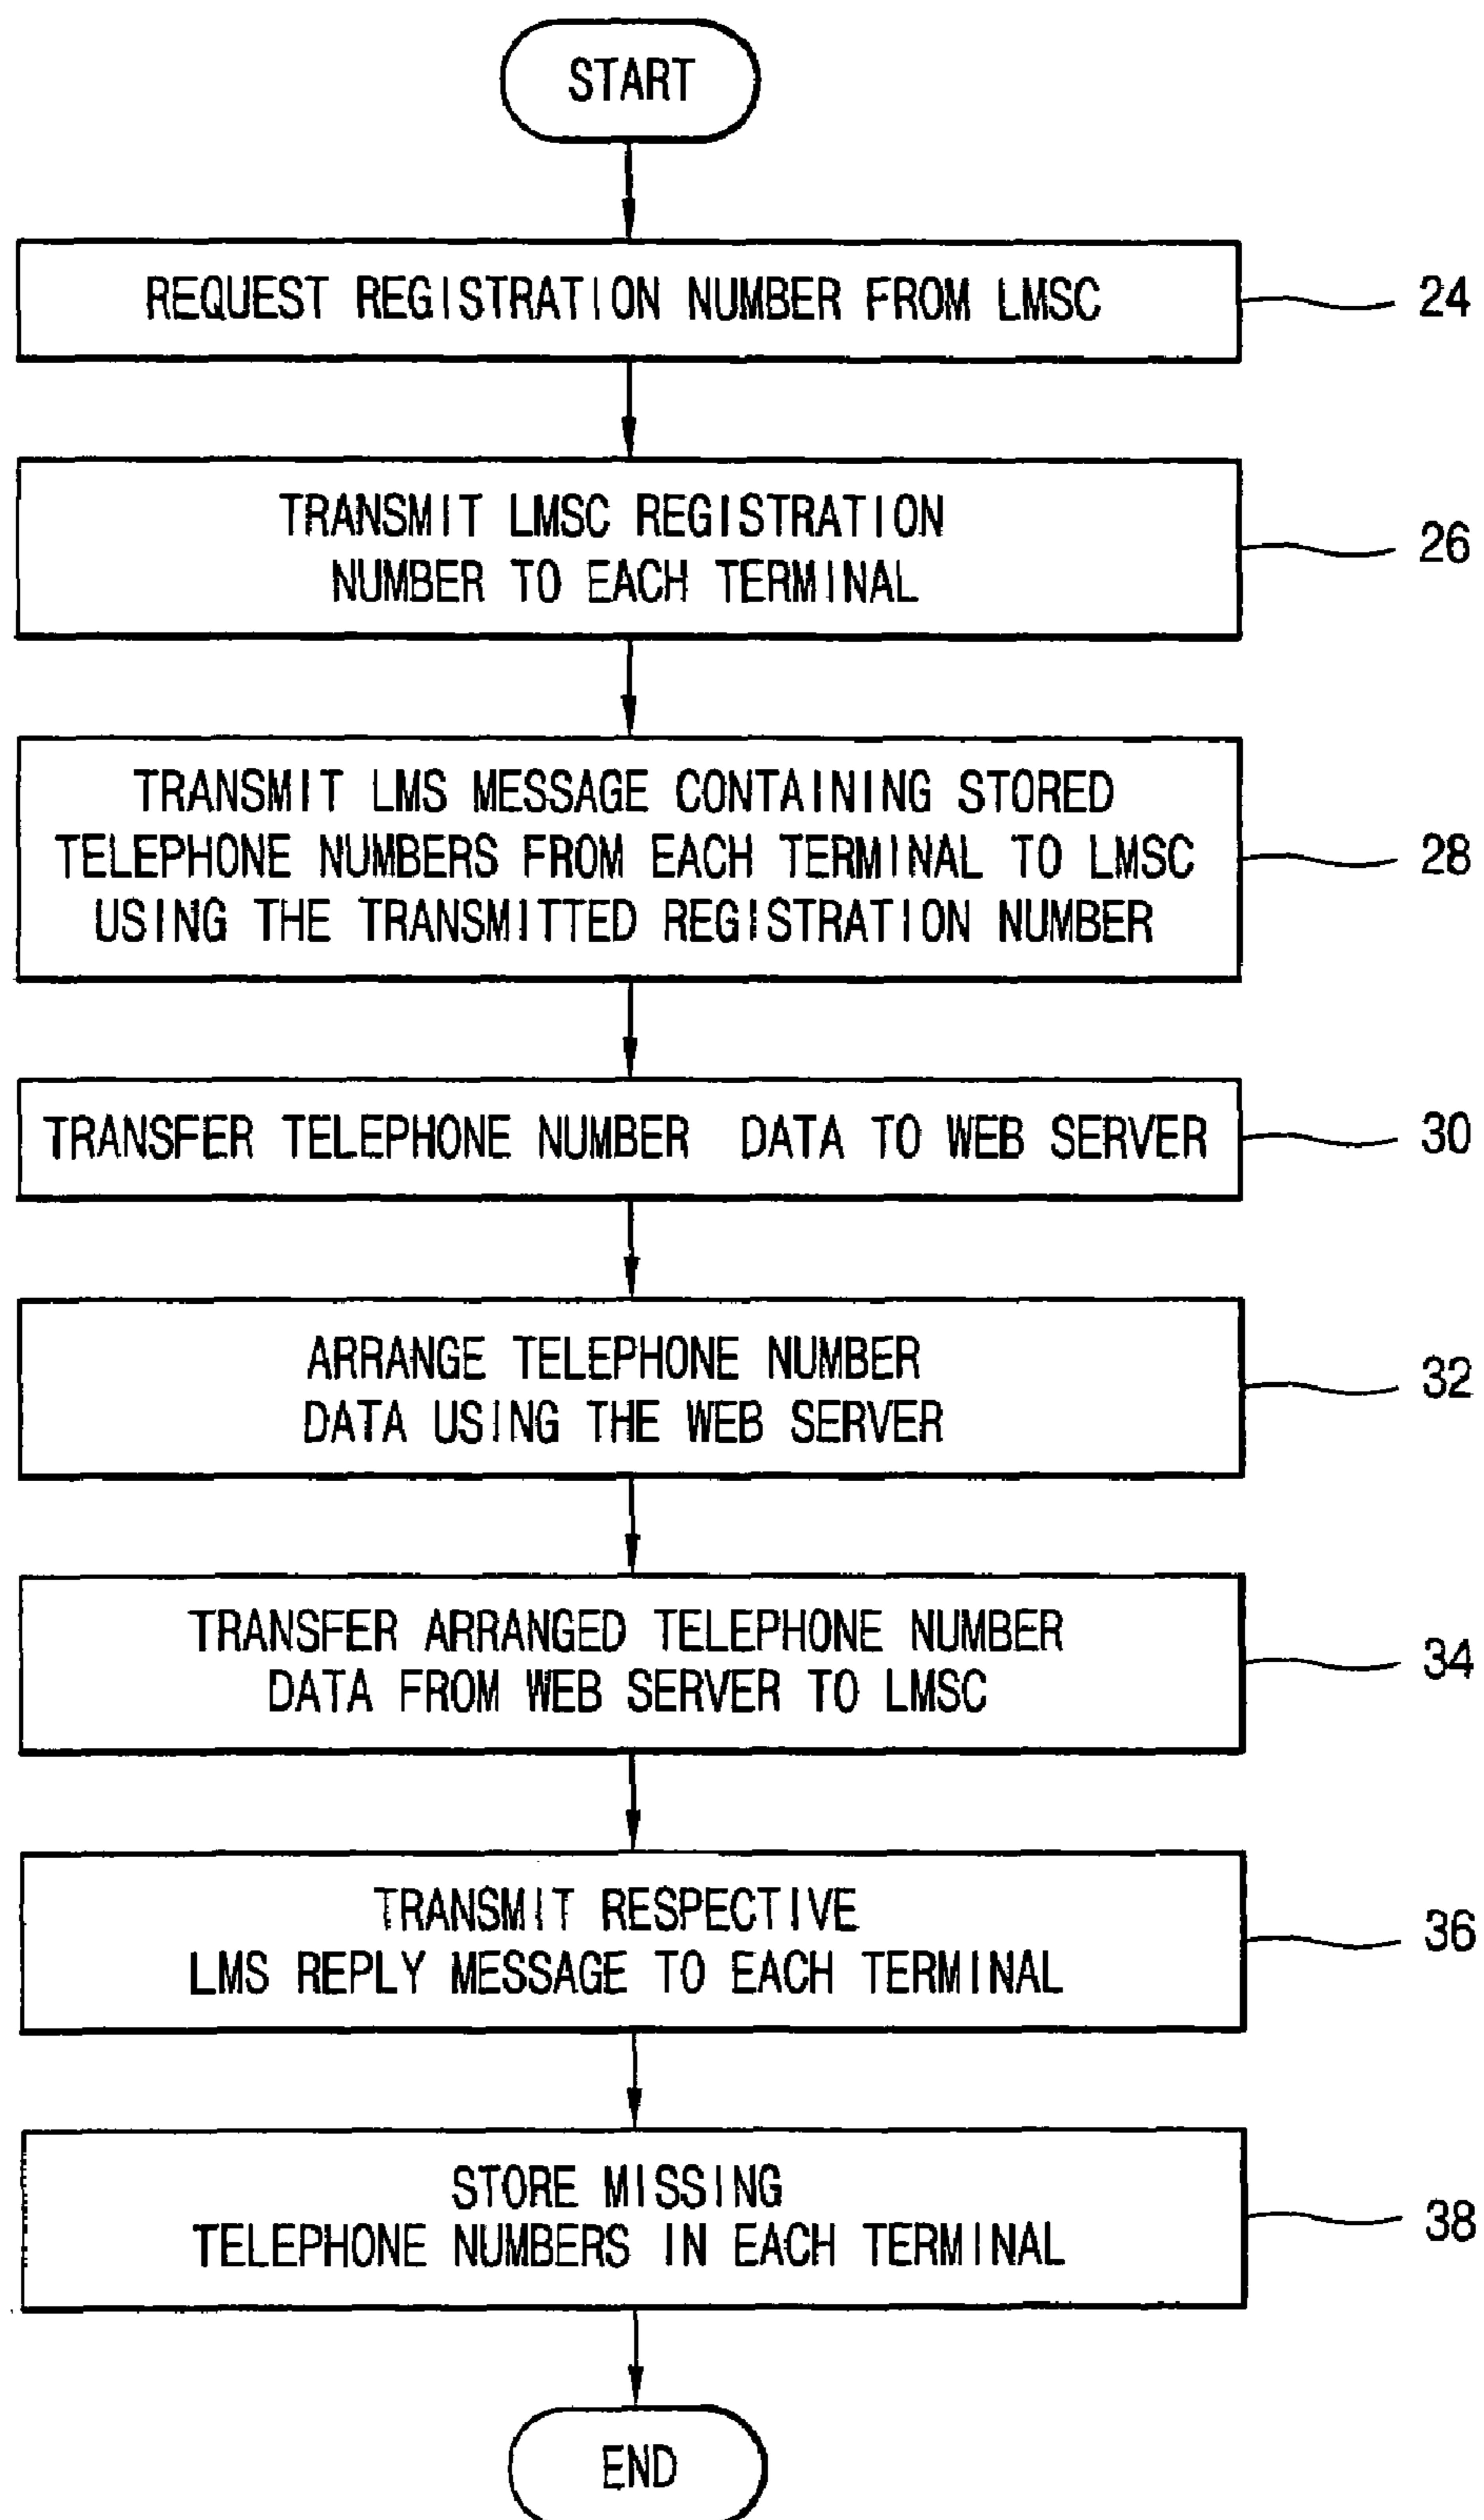 START
REQUEST REGISTRATION NUMBER FROM LMSC
24
TRANSMIT LMSC REGISTRATION
NUMBER TO EACH TERMINAL
26
TRANSMIT LMS MESSAGE CONTAINING STORED
TELEPHONE NUMBERS FROM EACH TERMINAL TO LMSC
USING THE TRANSMITTED REGISTRATION NUMBER
28
TRANSFER TELEPHONE NUMBER DATA TO WEB SERVER
30
ARRANGE TELEPHONE NUMBER
DATA USING THE WEB SERVER
32
TRANSFER ARRANGED TELEPHONE NUMBER
DATA FROM WEB SERVER TO LMSC
34
TRANSMIT RESPECTIVE
LMS REPLY MESSAGE TO EACH TERMINAL
36
STORE MISSING
TELEPHONE NUMBERS IN EACH TERMINAL
38
END